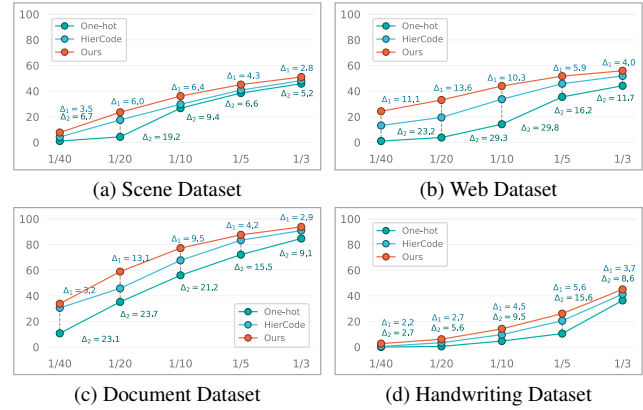 100
80
60
40
20
0
One-hot
HierCode
Ours
Δ₁ = 3.5
Δ₂ = 6.7
Δ₁ = 6,0
Δ₂ = 19.2
Δ₁ = 6,4
Δ₂ = 9.4
Δ₁ = 4.3
Δ₂ = 6.6
Δ₁ = 2.8
Δ₂ = 5,2
1/40 1/20 1/10 1/5 1/3
(a) Scene Dataset
100
80
60
40
20
0
One-hot
HierCode
Ours
Δ₁ = 11,1
Δ₂ = 23,2
Δ₁ = 13.6
Δ₂ = 29.3
Δ₁ = 10.3
Δ₂ = 29,8
Δ₁ = 5.9
Δ₂ = 16,2
Δ₁ = 4,0
Δ₂ = 11.7
1/40 1/20 1/10 1/5 1/3
(b) Web Dataset
100
80
60
40
20
0
Δ₁ = 3,2
Δ₂ = 23.1
Δ₁ = 13,1
Δ₂ = 23.7
Δ₁ = 9,5
Δ₂ = 21.2
Δ₁ = 4,2
Δ₂ = 15.5
Δ₁ = 2.9
Δ₂ = 9,1
One-hot
HierCode
Ours
1/40 1/20 1/10 1/5 1/3
(c) Document Dataset
100
80
60
40
20
0
One-hot
HierCode
Ours
Δ₁ = 2.2
Δ₂ = 2.7
Δ₁ = 2,7
Δ₂ = 5.6
Δ₁ = 4.5
Δ₂ = 9.5
Δ₁ = 5,6
Δ₂ = 15.6
Δ₁ = 3,7
Δ₂ = 8,6
1/40 1/20 1/10 1/5 1/3
(d) Handwriting Dataset